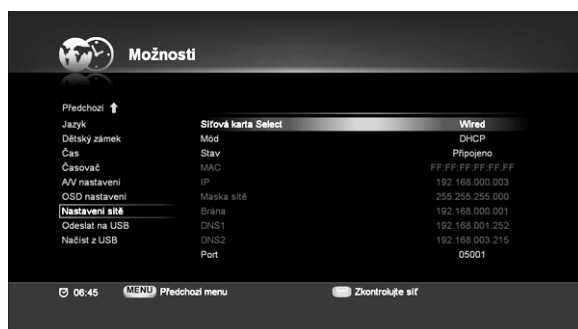 Možnosti
Předchozí
Jazyk Síťová karta Select Wired
Dětský zámek Mód DHCP
Čas Stav Připojeno
Časovač MAC FF:FF:FF:FF:FF:FF
A/V nastavení IP 192.168.000.003
OSD nastavení Maska sítě 255.255.255.000
Nastavení sítě Brána 192.168.000.001
Odeslat na USB DNS1 192.168.001.252
Načíst z USB DNS2 192.168.003.215
Port 05001
06:45 MENU Předchozí menu Zkontrolujte síť